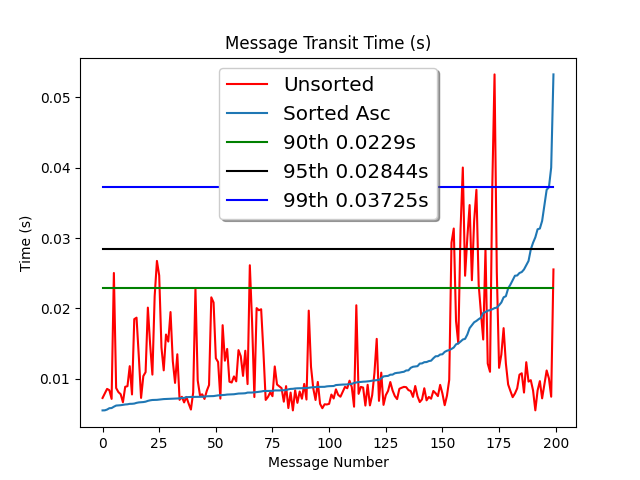 Message Transit Time (s)
Unsorted
Sorted Asc
90th 0.0229s
95th 0.02844s
99th 0.03725s
Time (s)
0.05
0.04
0.03
0.02
0.01
0 25 50 75 100 125 150 175 200
Message Number